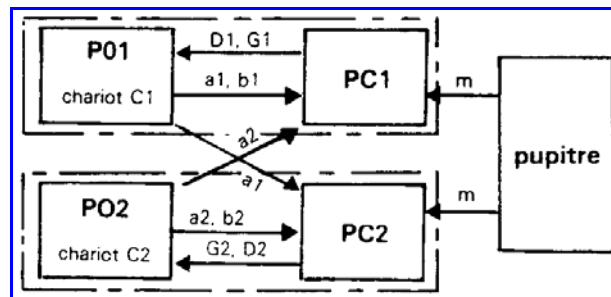 D1, G1
P01
PC1
chariot C1
a1, b1
m
a2
a1
pupitre
PO2
PC2
chariot C2
a2, b2
G2, D2
m